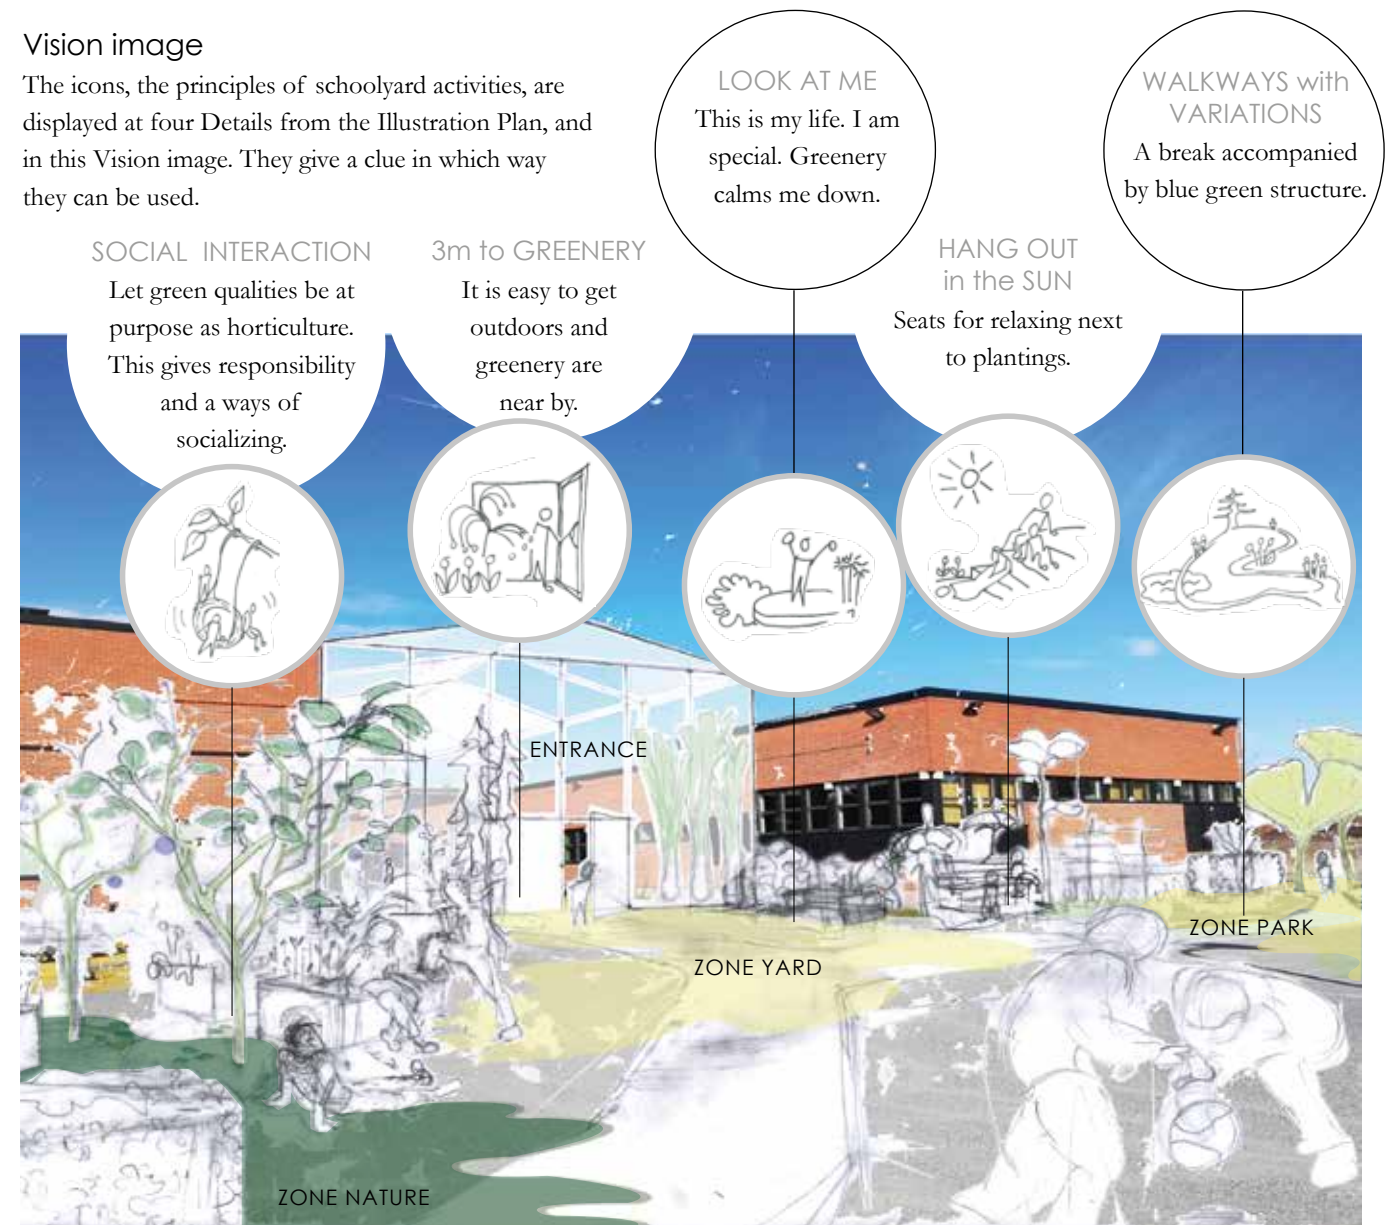 Vision image
The icons, the principles of schoolyard activities, are
displayed at four Details from the Illustration Plan, and
in this Vision image. They give a clue in which way
they can be used.
SOCIAL INTERACTION
Let green qualities be at
purpose as horticulture.
This gives responsibility
and a ways of
socializing.
3m to GREENERY
It is easy to get
outdoors and
greenery are
near by.
LOOK AT ME
This is my life. I am
special. Greenery
calms me down.
HANG OUT
in the SUN
Seats for relaxing next
to plantings.
WALKWAYS with
VARIATIONS
A break accompanied
by blue green structure.
ENTRANCE
ZONE PARK
ZONE YARD
ZONE NATURE